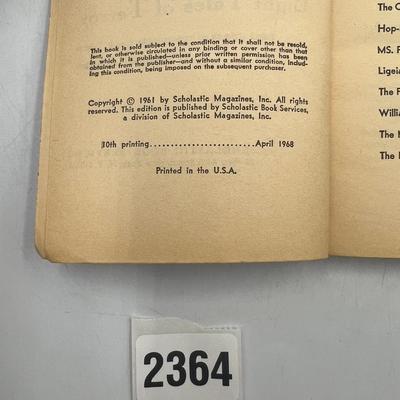 This book is sold subject to the condition that it shall not be resold,
lent, or otherwise circulated in any binding or cover other than that
in which it is published—unless prior written permission has been
obtained from the publisher—and without a similar condition, includ-
ing this condition, being imposed on the subsequent purchaser.
Copyright © 1961 by Scholastic Magazines, Inc. All rights
reserved. This edition is published by Scholastic Book Services,
a division of Scholastic Magazines, Inc.
10th printing..........................April 1968
Printed in the U.S.A.
The
Hop-
MS.
Ligeia
The
The
The
2364